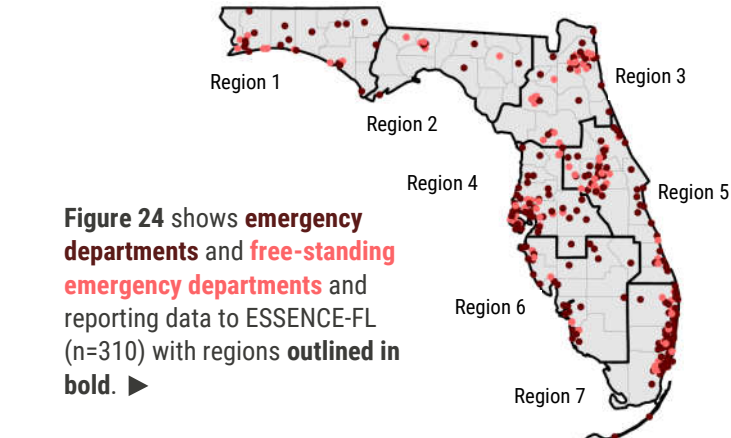 Region 1
Region 2
Region 3
Region 4
Region 5
Figure 24 shows emergency
departments and free-standing
emergency departments and
reporting data to ESSENCE-FL
(n=310) with regions outlined in
bold. ▶
Region 6
Region 7